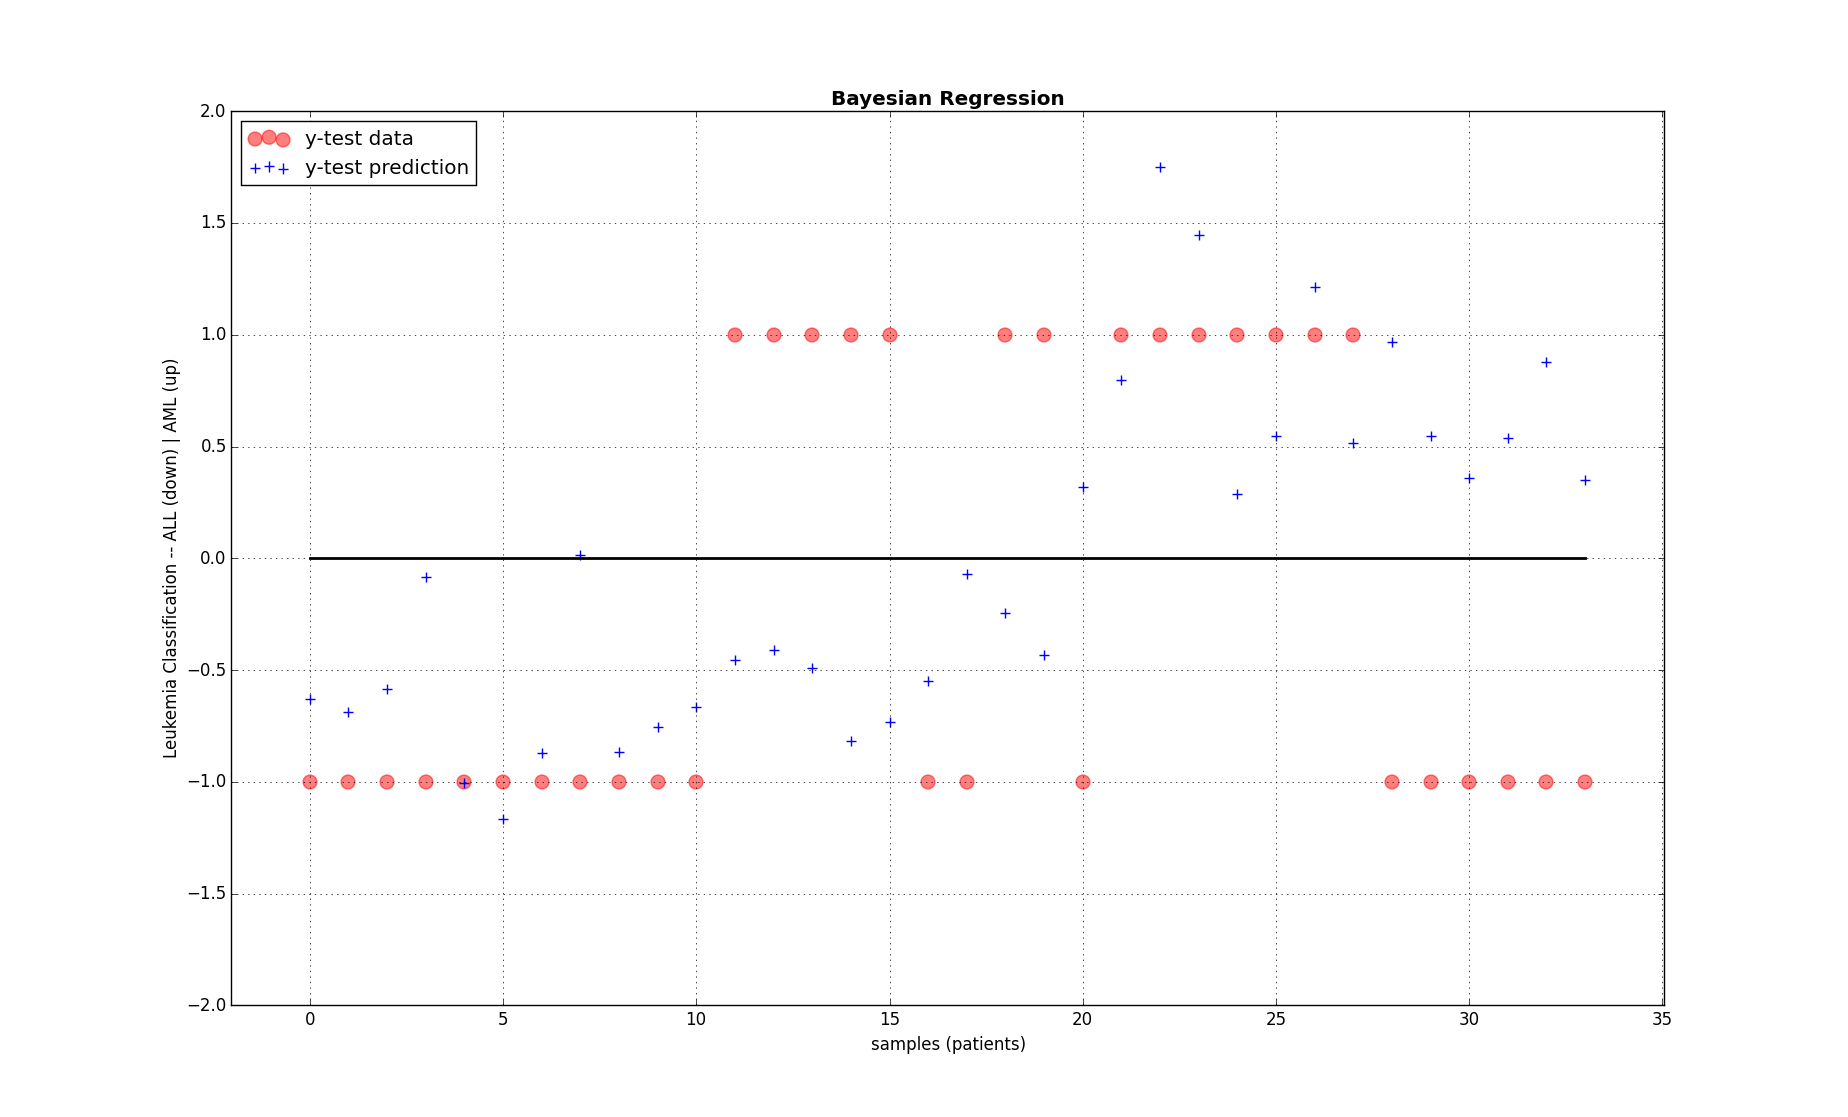 Bayesian Regression
2.0
y-test data
y-test prediction
1.5
1.0
0.5
0.0
−0.5
−1.0
−1.5
−2.0
Leukemia Classification -- ALL (down) | AML (up)
0 5 10 15 20 25 30 35
samples (patients)